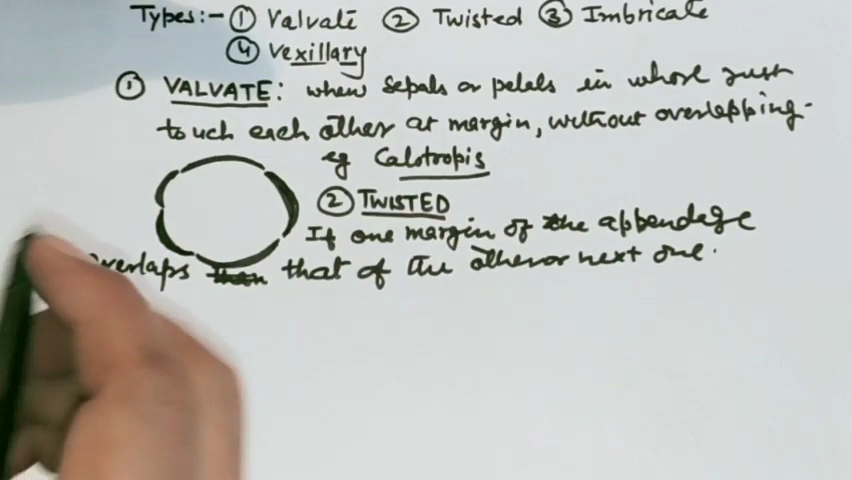 Types:- ① Valvate ② Twisted ③ Imbricate
④ Vexillary
① VALVATE: when sepals or petals in whorl just
touch each other at margin, without overlapping.
eg Calotropis
② TWISTED
If one margin of the appendage
overlaps that of the other or next one.